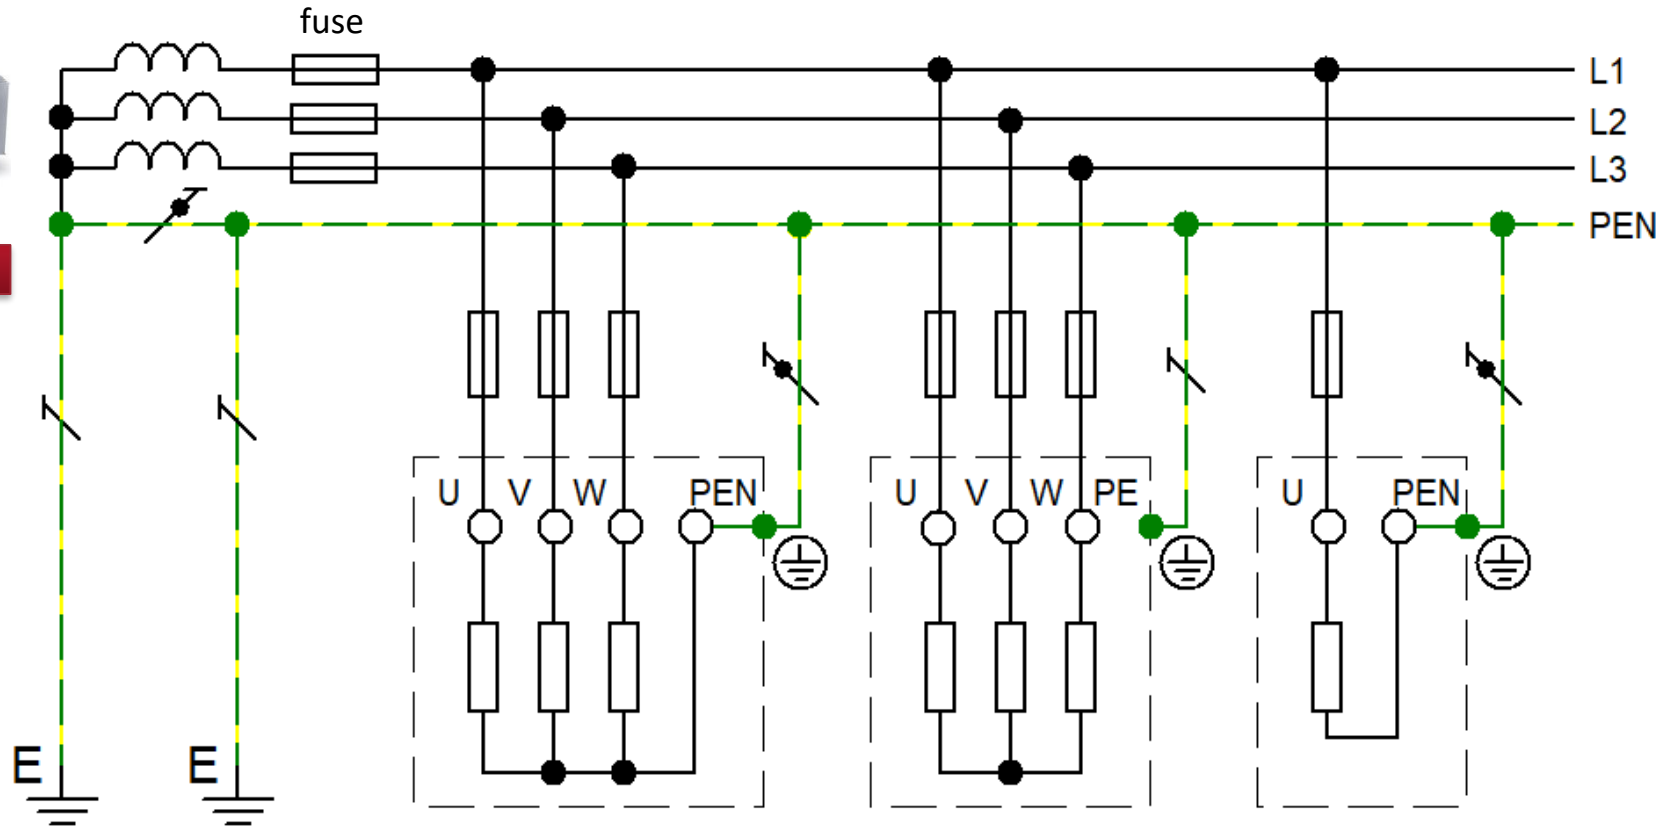 fuse
L1
L2
L3
PEN
U V W PEN
U V W PE
U PEN
E E